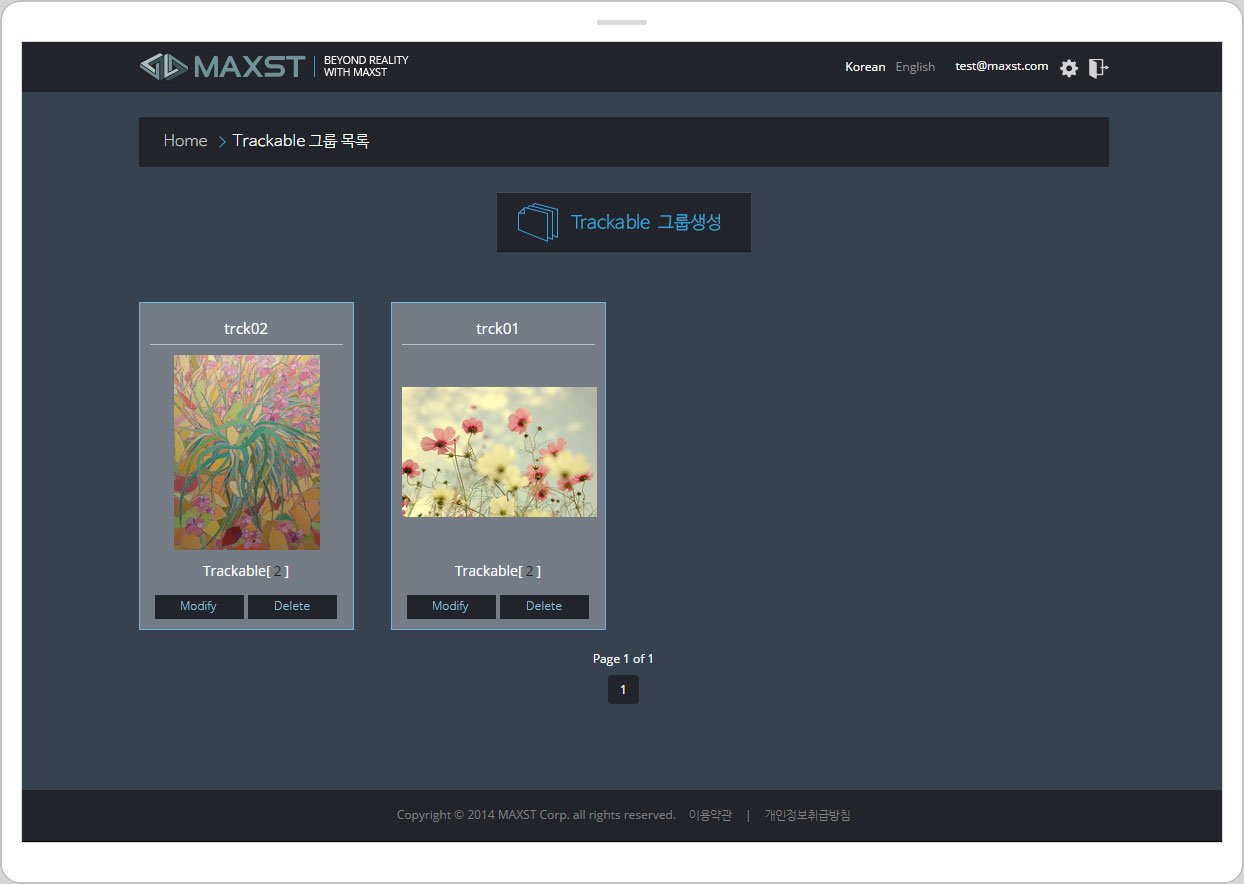 MAXST
BEYOND REALITY
WITH MAXST
Korean English test@maxst.com
Home > Trackable 그룹 목록
Trackable 그룹생성
trck02
Trackable[ 2 ]
Modify Delete
trck01
Trackable[ 2 ]
Modify Delete
Page 1 of 1
1
Copyright © 2014 MAXST Corp. all rights reserved. 이용약관 | 개인정보취급방침